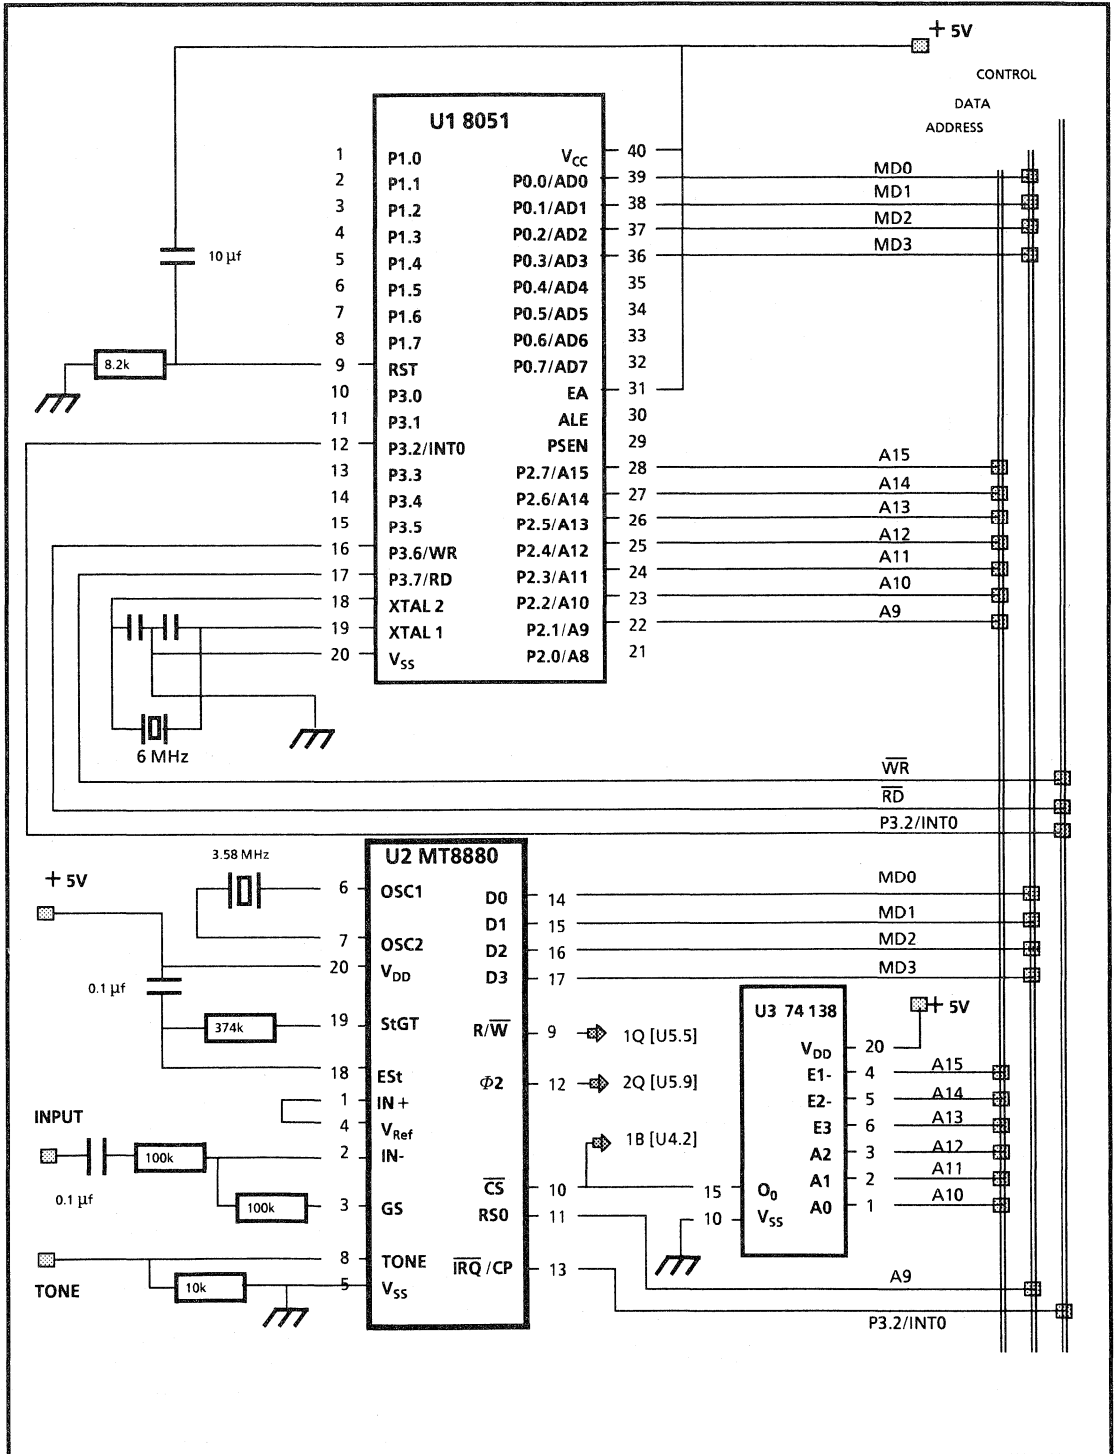 + 5V
CONTROL
DATA
ADDRESS
U1 8051
1 P1.0 V_CC 40
2 P1.1 P0.0/AD0 39 MD0
3 P1.2 P0.1/AD1 38 MD1
4 P1.3 P0.2/AD2 37 MD2
5 P1.4 P0.3/AD3 36 MD3
10 µf
6 P1.5 P0.4/AD4 35
7 P1.6 P0.5/AD5 34
8 P1.7 P0.6/AD6 33
8.2k
9 RST P0.7/AD7 32
10 P3.0 EA 31
11 P3.1 ALE 30
12 P3.2/INT0 PSEN 29
13 P3.3 P2.7/A15 28 A15
14 P3.4 P2.6/A14 27 A14
15 P3.5 P2.5/A13 26 A13
16 P3.6/WR P2.4/A12 25 A12
17 P3.7/RD P2.3/A11 24 A11
18 XTAL 2 P2.2/A10 23 A10
19 XTAL 1 P2.1/A9 22 A9
20 V_SS P2.0/A8 21
6 MHz
W̅R̅
R̅D̅
P3.2/INT0
U2 MT8880
3.58 MHz
+ 5V
6 OSC1 D0 14 MD0
D1 15 MD1
7 OSC2 D2 16 MD2
20 V_DD D3 17 MD3
0.1 µf
374k
19 StGT R/W̅ 9 1Q [U5.5]
18 ESt Φ2 12 2Q [U5.9]
1 IN +
INPUT
4 V_Ref 1B [U4.2]
100k
2 IN-
0.1 µf
C̅S̅ 10
100k
3 GS RS0 11
8 TONE I̅R̅Q̅ /CP 13
TONE
10k
5 V_SS
U3 74 138
+ 5V
V_DD 20
E1- 4 A15
E2- 5 A14
E3 6 A13
A2 3 A12
A1 2 A11
15 O_0 A0 1 A10
10 V_SS
A9
P3.2/INT0